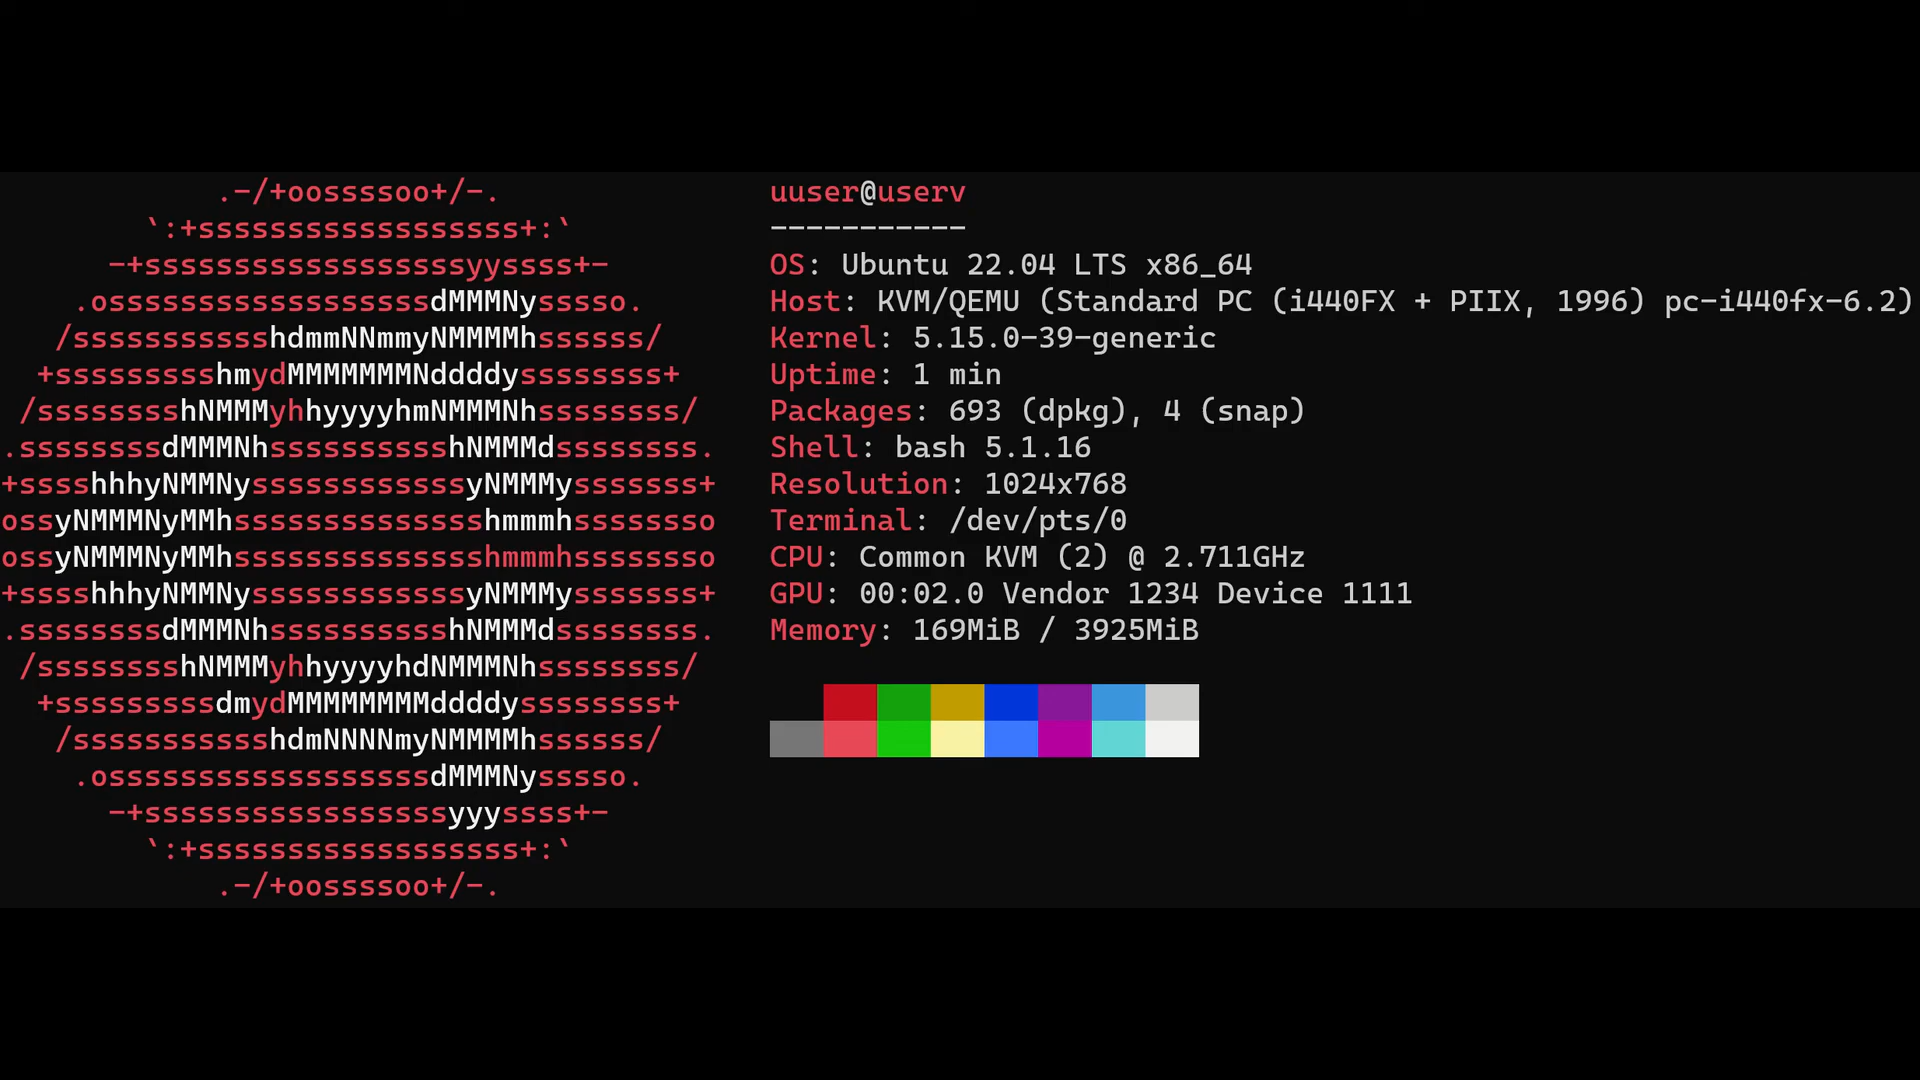 .-/+oossssoo+/-.
`:+ssssssssssssssssss+:`
-+ssssssssssssssssssyyssss+-
.ossssssssssssssssssdMMMNysssso.
/ssssssssssshdmmNNmmyNMMMMhssssss/
+ssssssssshmydMMMMMMMNddddyssssssss+
/sssssssshNMMMyhhyyyyhmNMMMNhssssssss/
.ssssssssdMMMNhsssssssssshNMMMdssssssss.
+sssshhhyNMMNyssssssssssssyNMMMysssssss+
ossyNMMMNyMMhsssssssssssssshmmmhssssssso
ossyNMMMNyMMhsssssssssssssshmmmhssssssso
+sssshhhyNMMNyssssssssssssyNMMMysssssss+
.ssssssssdMMMNhsssssssssshNMMMdssssssss.
/sssssssshNMMMyhhyyyyhdNMMMNhssssssss/
+sssssssssdmydMMMMMMMMddddyssssssss+
/ssssssssssshdmNNNNmyNMMMMhssssss/
.ossssssssssssssssssdMMMNysssso.
-+sssssssssssssssssyyyssss+-
`:+ssssssssssssssssss+:`
.-/+oossssoo+/-.
uuser@userv
-----------
OS: Ubuntu 22.04 LTS x86_64
Host: KVM/QEMU (Standard PC (i440FX + PIIX, 1996) pc-i440fx-6.2)
Kernel: 5.15.0-39-generic
Uptime: 1 min
Packages: 693 (dpkg), 4 (snap)
Shell: bash 5.1.16
Resolution: 1024x768
Terminal: /dev/pts/0
CPU: Common KVM (2) @ 2.711GHz
GPU: 00:02.0 Vendor 1234 Device 1111
Memory: 169MiB / 3925MiB